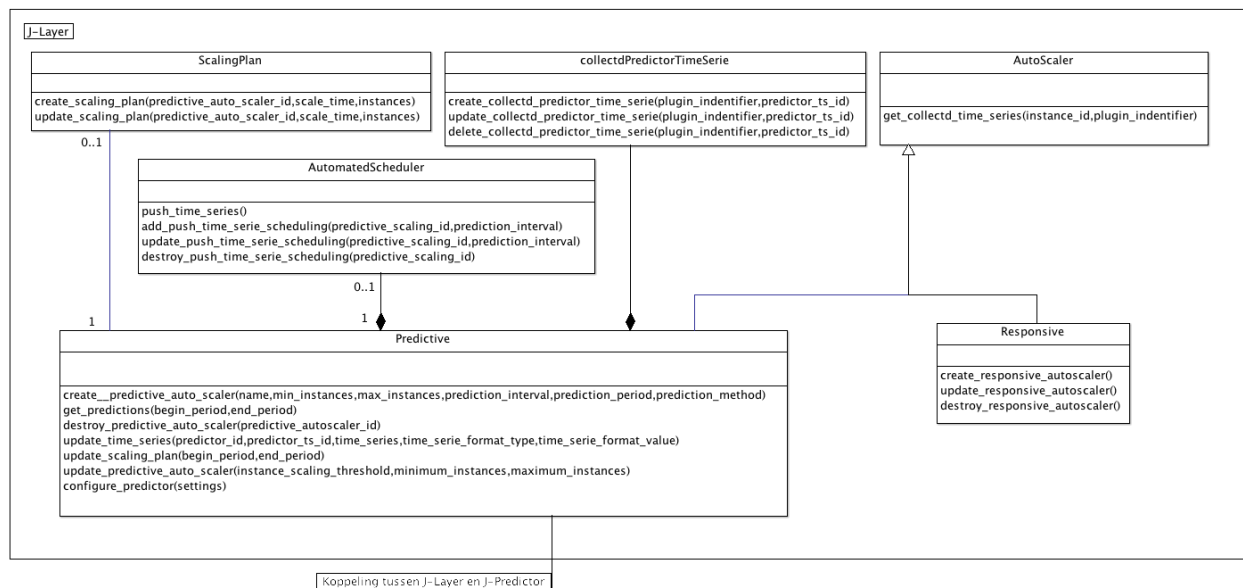 J-Layer
ScalingPlan
create_scaling_plan(predictive_auto_scaler_id,scale_time,instances)
update_scaling_plan(predictive_auto_scaler_id,scale_time,instances)
collectdPredictorTimeSerie
create_collectd_predictor_time_serie(plugin_indentifier,predictor_ts_id)
update_collectd_predictor_time_serie(plugin_indentifier,predictor_ts_id)
delete_collectd_predictor_time_serie(plugin_indentifier,predictor_ts_id)
AutoScaler
get_collectd_time_series(instance_id,plugin_indentifier)
0..1
AutomatedScheduler
push_time_series()
add_push_time_serie_scheduling(predictive_scaling_id,prediction_interval)
update_push_time_serie_scheduling(predictive_scaling_id,prediction_interval)
destroy_push_time_serie_scheduling(predictive_scaling_id)
0..1
1
1
Predictive
create__predictive_auto_scaler(name,min_instances,max_instances,prediction_interval,prediction_period,prediction_method)
get_predictions(begin_period,end_period)
destroy_predictive_auto_scaler(predictive_autoscaler_id)
update_time_series(predictor_id,predictor_ts_id,time_series,time_serie_format_type,time_serie_format_value)
update_scaling_plan(begin_period,end_period)
update_predictive_auto_scaler(instance_scaling_threshold,minimum_instances,maximum_instances)
configure_predictor(settings)
Responsive
create_responsive_autoscaler()
update_responsive_autoscaler()
destroy_responsive_autoscaler()
Koppeling tussen J-Layer en J-Predictor